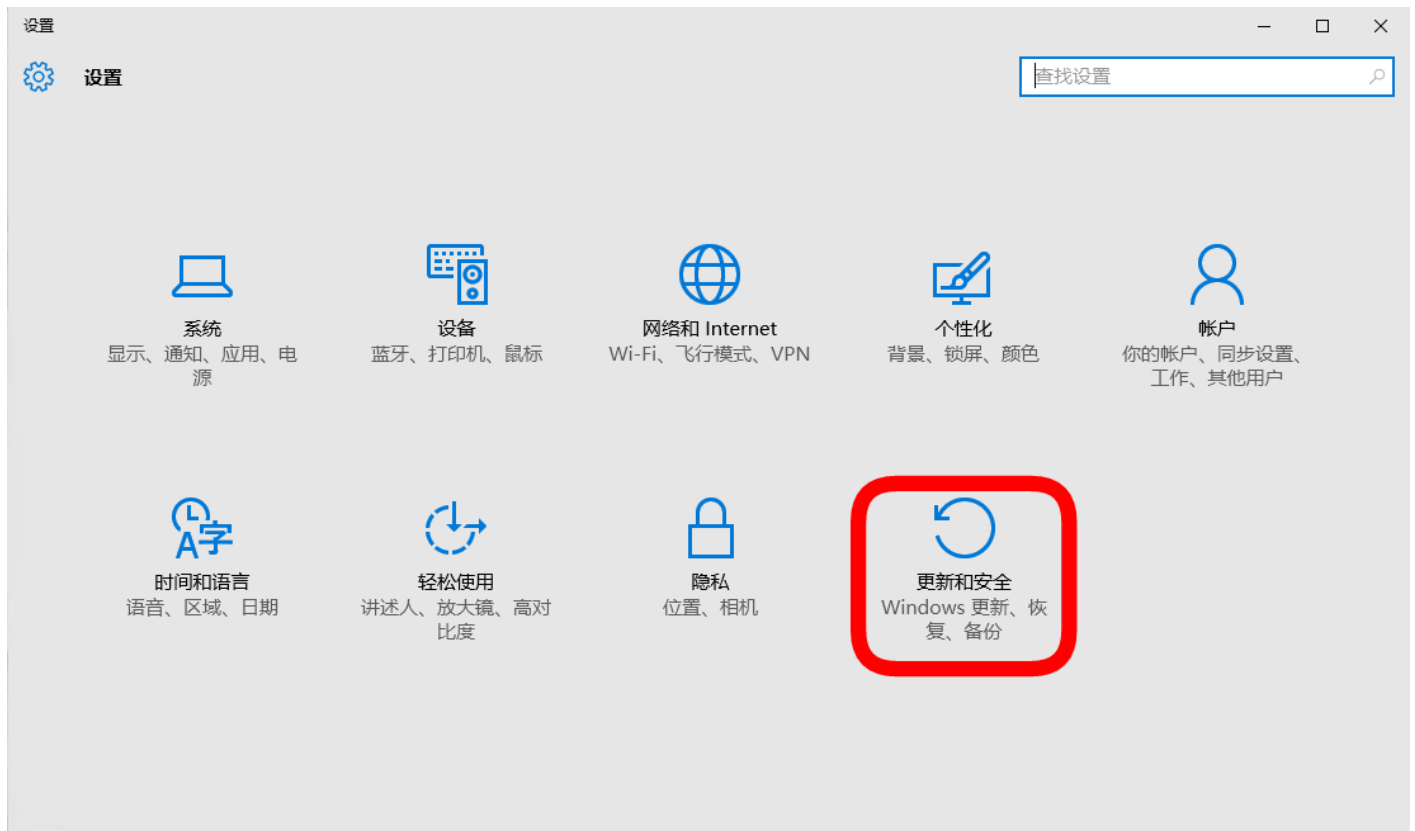 设置
设置
查找设置
系统
显示、通知、应用、电
源
设备
蓝牙、打印机、鼠标
网络和 Internet
Wi-Fi、飞行模式、VPN
个性化
背景、锁屏、颜色
帐户
你的帐户、同步设置、
工作、其他用户
时间和语言
语音、区域、日期
轻松使用
讲述人、放大镜、高对
比度
隐私
位置、相机
更新和安全
Windows 更新、恢
复、备份